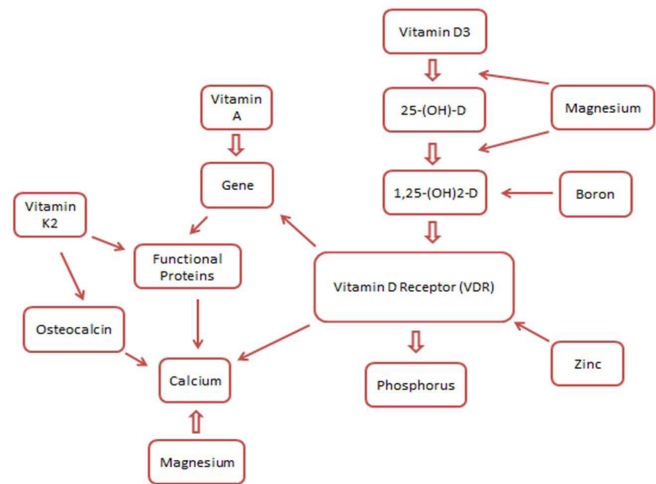 Vitamin D3
Vitamin
A
25-(OH)-D
Magnesium
Gene
1,25-(OH)2-D
Boron
Vitamin
K2
Functional
Proteins
Vitamin D Receptor (VDR)
Osteocalcin
Calcium
Phosphorus
Zinc
Magnesium